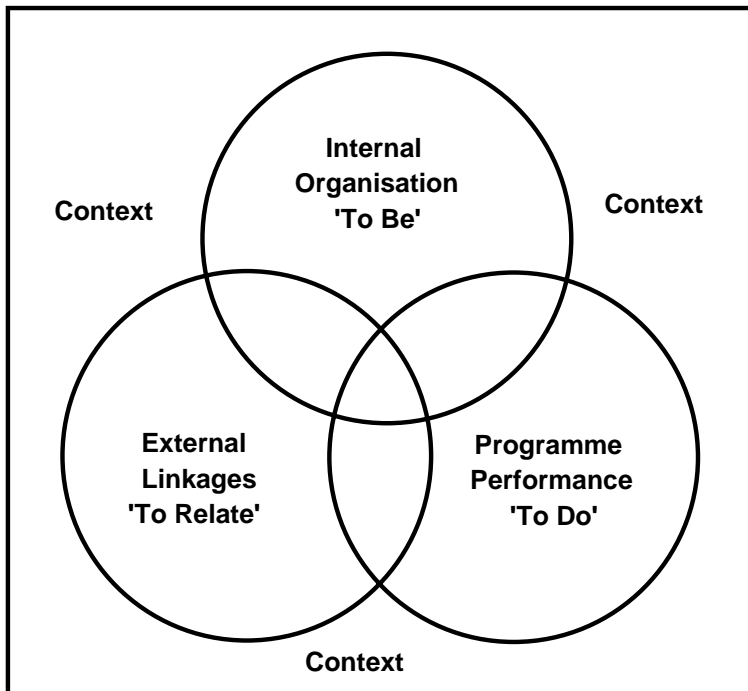 Internal
Organisation
'To Be'
Context
Context
External
Linkages
'To Relate'
Programme
Performance
'To Do'
Context